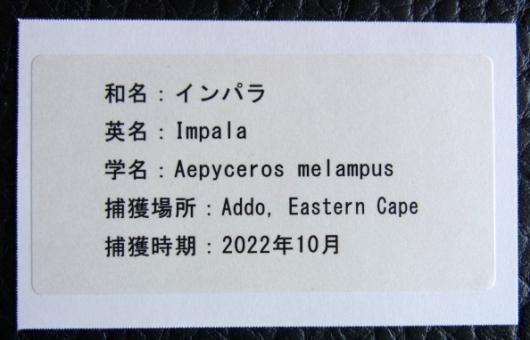 和名：インパラ
英名：Impala
学名：Aepyceros melampus
捕獲場所：Addo, Eastern Cape
捕獲時期：2022年10月